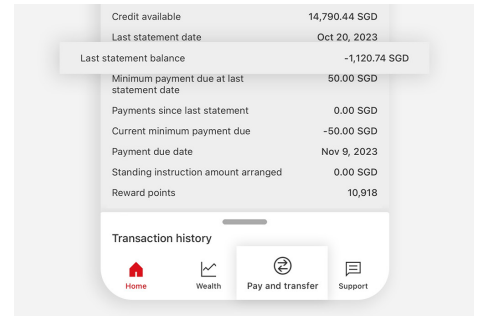 Credit available 14,790.44 SGD
Last statement date Oct 20, 2023
Last statement balance -1,120.74 SGD
Minimum payment due at last 50.00 SGD
statement date
Payments since last statement 0.00 SGD
Current minimum payment due -50.00 SGD
Payment due date Nov 9, 2023
Standing instruction amount arranged 0.00 SGD
Reward points 10,918
Transaction history
Home Wealth Pay and transfer Support